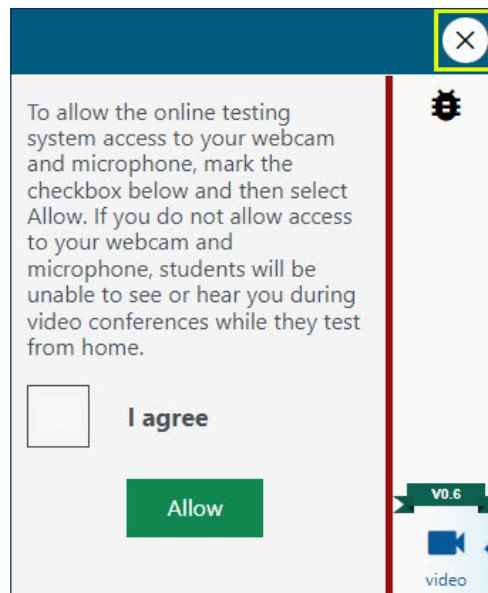 To allow the online testing
system access to your webcam
and microphone, mark the
checkbox below and then select
Allow. If you do not allow access
to your webcam and
microphone, students will be
unable to see or hear you during
video conferences while they test
from home.
I agree
Allow
V0.6
video